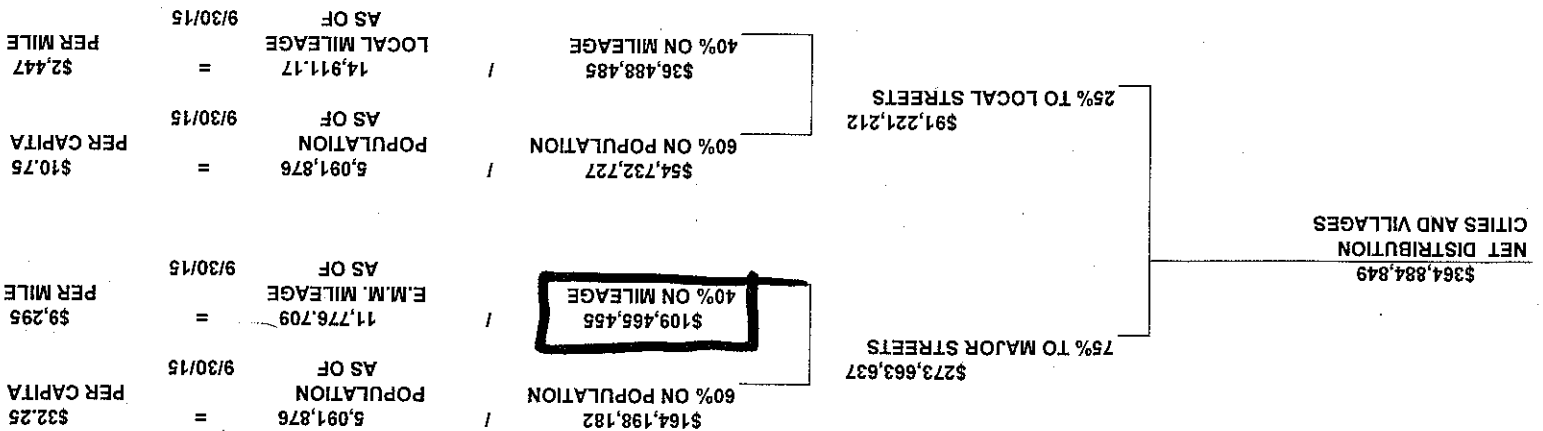 $164,198,182 / 5,091,876 = $32.25
60% ON POPULATION POPULATION PER CAPITA
AS OF 9/30/15
$273,663,637
75% TO MAJOR STREETS
$109,465,455 / 11,776.709 = $9,295
40% ON MILEAGE E.M.M. MILEAGE PER MILE
AS OF 9/30/15
$364,884,849
NET DISTRIBUTION
CITIES AND VILLAGES
$54,732,727 / 5,091,876 = $10.75
60% ON POPULATION POPULATION PER CAPITA
AS OF 9/30/15
$91,221,212
25% TO LOCAL STREETS
$36,488,485 / 14,911.17 = $2,447
40% ON MILEAGE LOCAL MILEAGE PER MILE
AS OF 9/30/15